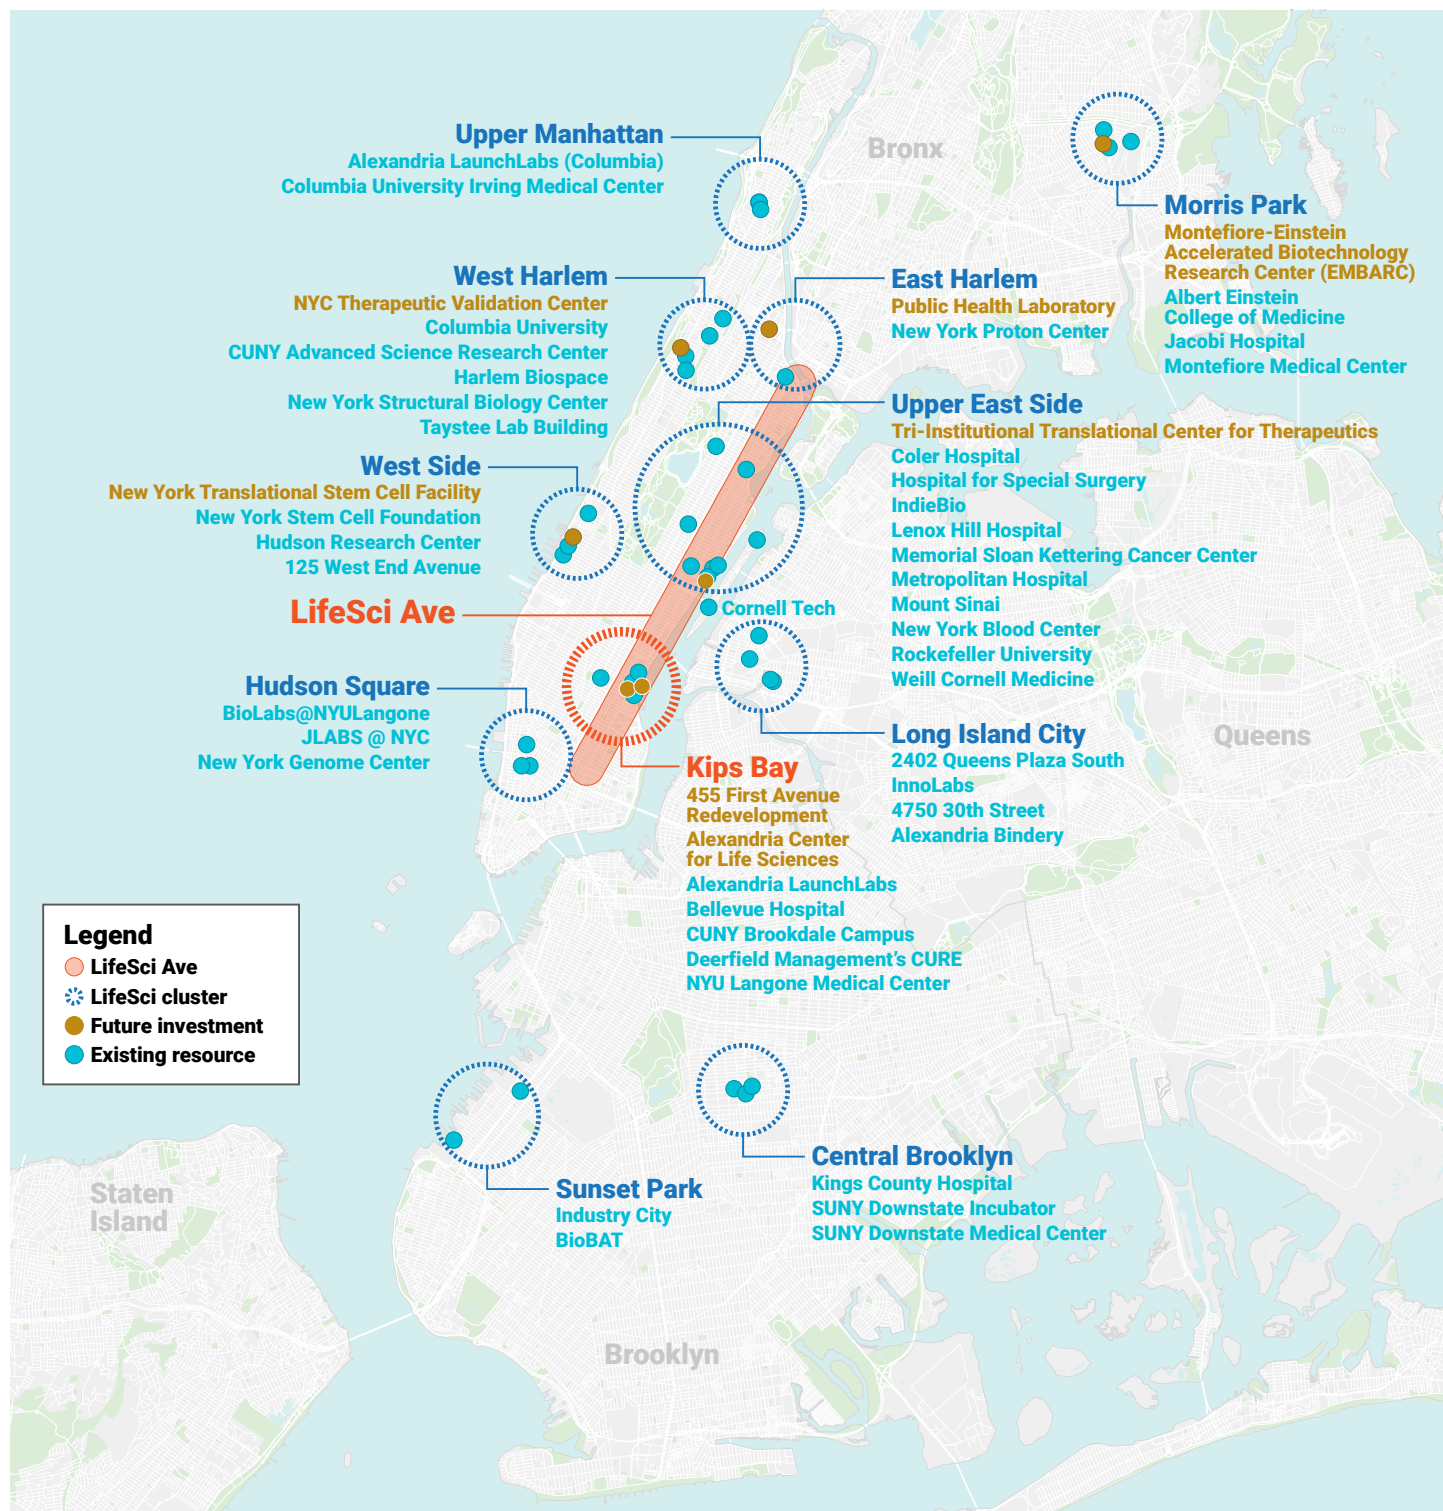 Bronx
Upper Manhattan
Alexandria LaunchLabs (Columbia)
Columbia University Irving Medical Center
Morris Park
Montefiore-Einstein
Accelerated Biotechnology
Research Center (EMBARC)
Albert Einstein
College of Medicine
Jacobi Hospital
Montefiore Medical Center
West Harlem
NYC Therapeutic Validation Center
Columbia University
CUNY Advanced Science Research Center
Harlem Biospace
New York Structural Biology Center
Taystee Lab Building
East Harlem
Public Health Laboratory
New York Proton Center
Upper East Side
Tri-Institutional Translational Center for Therapeutics
Coler Hospital
Hospital for Special Surgery
IndieBio
Lenox Hill Hospital
Memorial Sloan Kettering Cancer Center
Metropolitan Hospital
Mount Sinai
New York Blood Center
Rockefeller University
Weill Cornell Medicine
West Side
New York Translational Stem Cell Facility
New York Stem Cell Foundation
Hudson Research Center
125 West End Avenue
LifeSci Ave
Cornell Tech
Hudson Square
BioLabs@NYULangone
JLABS @ NYC
New York Genome Center
Long Island City
2402 Queens Plaza South
InnoLabs
4750 30th Street
Alexandria Bindery
Queens
Kips Bay
455 First Avenue
Redevelopment
Alexandria Center
for Life Sciences
Alexandria LaunchLabs
Bellevue Hospital
CUNY Brookdale Campus
Deerfield Management’s CURE
NYU Langone Medical Center
Legend
LifeSci Ave
LifeSci cluster
Future investment
Existing resource
Central Brooklyn
Kings County Hospital
SUNY Downstate Incubator
SUNY Downstate Medical Center
Sunset Park
Industry City
BioBAT
Staten
Island
Brooklyn